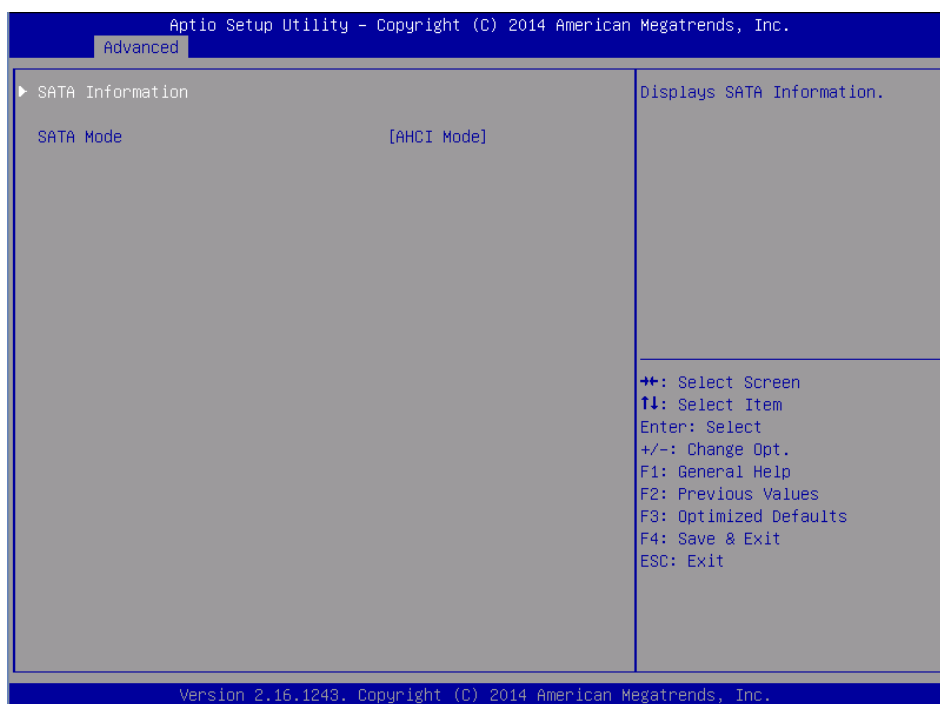 Aptio Setup Utility – Copyright (C) 2014 American Megatrends, Inc.
Advanced
▶ SATA Information
SATA Mode [AHCI Mode]
Displays SATA Information.
→←: Select Screen
↑↓: Select Item
Enter: Select
+/-: Change Opt.
F1: General Help
F2: Previous Values
F3: Optimized Defaults
F4: Save & Exit
ESC: Exit
Version 2.16.1243. Copyright (C) 2014 American Megatrends, Inc.